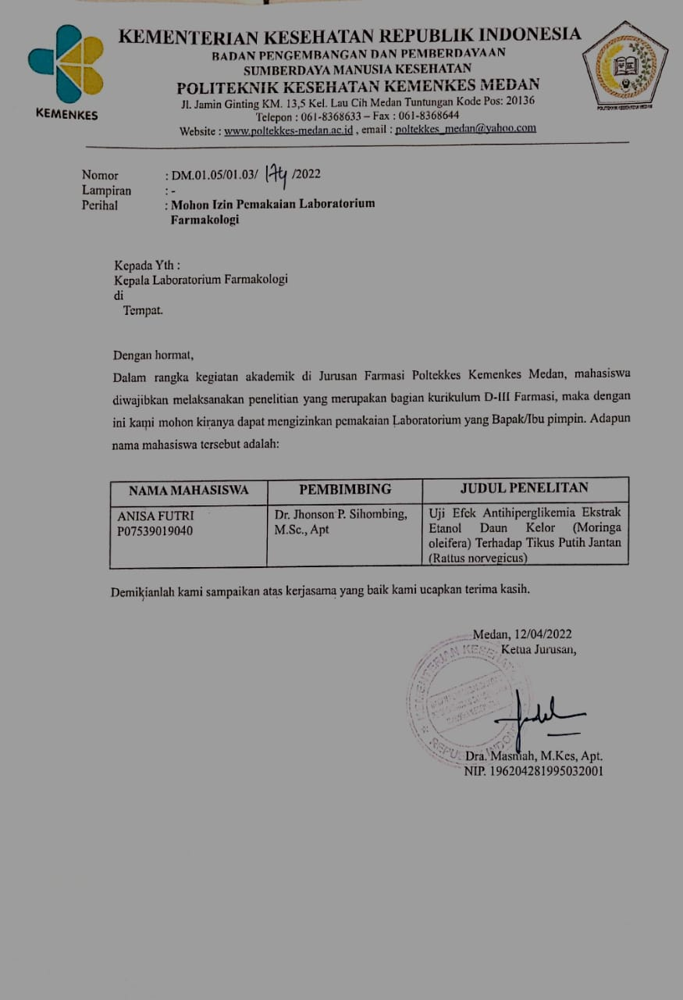 KEMENTERIAN KESEHATAN REPUBLIK INDONESIA
BADAN PENGEMBANGAN DAN PEMBERDAYAAN
SUMBERDAYA MANUSIA KESEHATAN
POLITEKNIK KESEHATAN KEMENKES MEDAN
Jl. Jamin Ginting KM. 13,5 Kel. Lau Cih Medan Tuntungan Kode Pos: 20136
Telepon : 061-8368633 – Fax : 061-8368644
Website : www.poltekkes-medan.ac.id , email : poltekkes_medan@yahoo.com
KEMENKES
POLITEKNIK KESEHATAN MEDAN
Nomor : DM.01.05/01.03/ 174 /2022
Lampiran : -
Perihal : Mohon Izin Pemakaian Laboratorium
Farmakologi
Kepada Yth :
Kepala Laboratorium Farmakologi
di
Tempat.
Dengan hormat,
Dalam rangka kegiatan akademik di Jurusan Farmasi Poltekkes Kemenkes Medan, mahasiswa
diwajibkan melaksanakan penelitian yang merupakan bagian kurikulum D-III Farmasi, maka dengan
ini kami mohon kiranya dapat mengizinkan pemakaian Laboratorium yang Bapak/Ibu pimpin. Adapun
nama mahasiswa tersebut adalah:
NAMA MAHASISWA PEMBIMBING JUDUL PENELITAN
ANISA FUTRI
P07539019040
Dr. Jhonson P. Sihombing,
M.Sc., Apt
Uji Efek Antihiperglikemia Ekstrak
Etanol Daun Kelor (Moringa
oleifera) Terhadap Tikus Putih Jantan
(Rattus norvegicus)
Demikianlah kami sampaikan atas kerjasama yang baik kami ucapkan terima kasih.
Medan, 12/04/2022
Ketua Jurusan,
KEMENTERIAN KESEHATAN
REPUBLIK INDONESIA
Dra. Masniah, M.Kes, Apt.
NIP. 196204281995032001